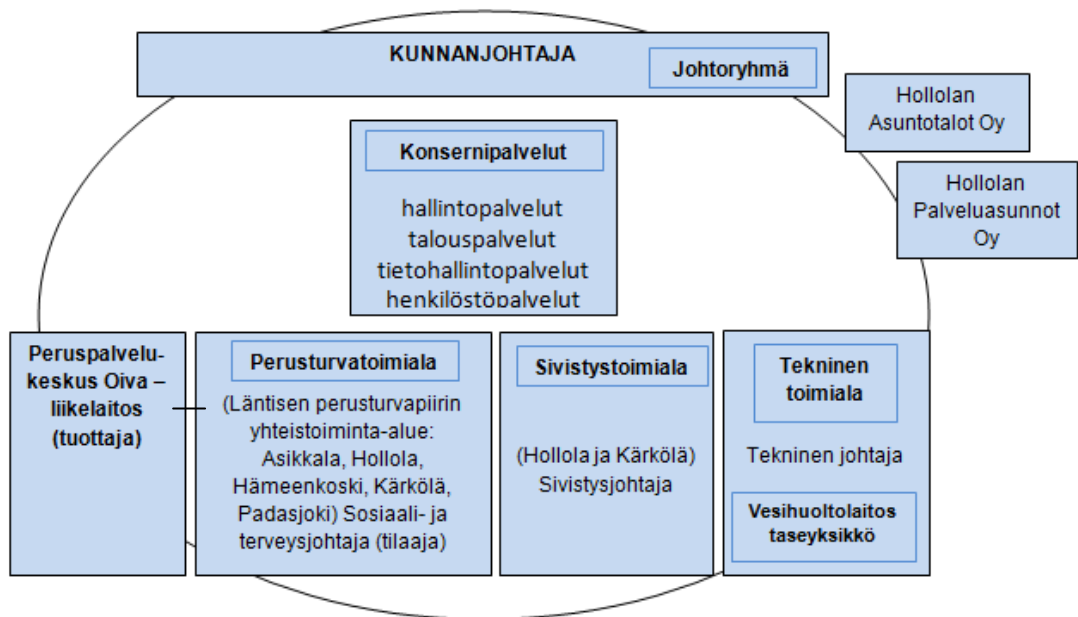 KUNNANJOHTAJA
Johtoryhmä
Hollolan
Asuntotalot Oy
Hollolan
Palveluasunnot
Oy
Konsernipalvelut
hallintopalvelut
talouspalvelut
tietohallintopalvelut
henkilöstöpalvelut
Peruspalvelu-
keskus Oiva –
liikelaitos
(tuottaja)
Perusturvatoimiala
(Läntisen perusturvapiirin
yhteistoiminta-alue:
Asikkala, Hollola,
Hämeenkoski, Kärkölä,
Padasjoki) Sosiaali- ja
terveysjohtaja (tilaaja)
Sivistystoimiala
(Hollola ja Kärkölä)
Sivistysjohtaja
Tekninen
toimiala
Tekninen johtaja
Vesihuoltolaitos
taseyksikkö